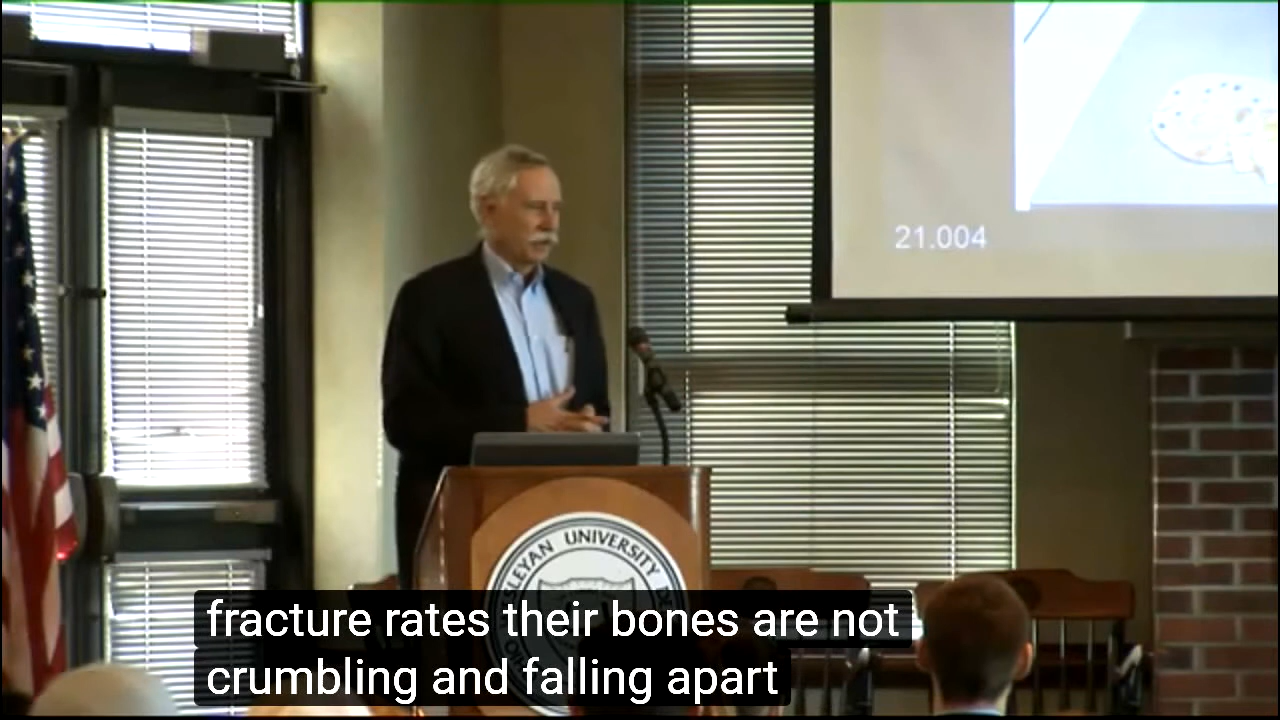 21.004
UNIVERSITY
fracture rates their bones are not
crumbling and falling apart